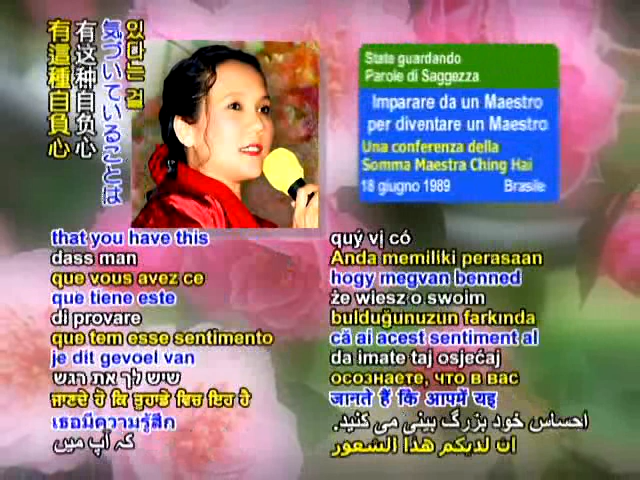 有這種自負心
有这种自负心
気づいていることは
있다는 걸
State guardando
Parole di Saggezza
Imparare da un Maestro
per diventare un Maestro
Una conferenza della
Somma Maestra Ching Hai
18 giugno 1989 Brasile
that you have this
dass man
que vous avez ce
que tiene este
di provare
que tem esse sentimento
je dit gevoel van
שיש לך את רגש
ਜਾਣਦੇ ਹੋ ਕਿ ਤੁਹਾਡੇ ਵਿਚ ਇਹ ਹੈ
เธอมีความรู้สึก
کہ آپ میں
quý vị có
Anda memiliki perasaan
hogy megvan benned
że wiesz o swoim
bulduğunuzun farkında
că ai acest sentiment al
da imate taj osjećaj
осознаете, что в вас
जानते हैं कि आपमें यह
احساس خود بزرگ بینی می کنید.
ان لديكم هذا الشعور